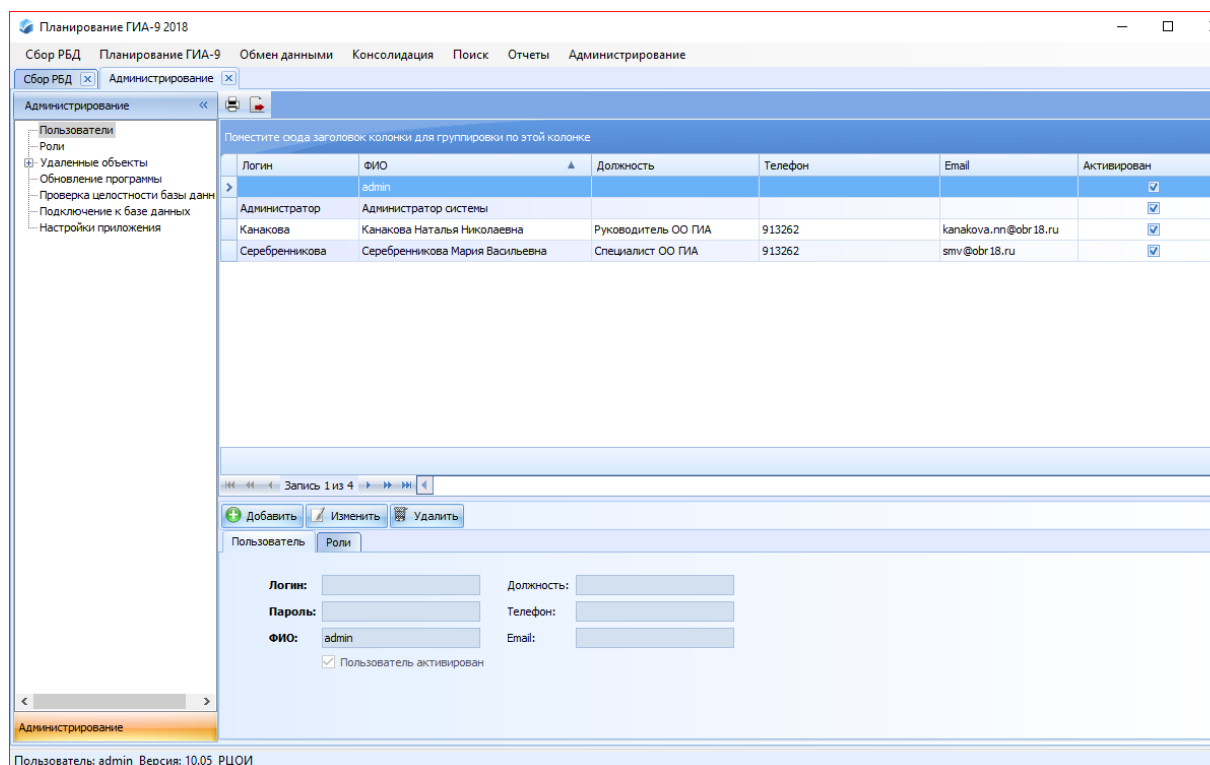 Планирование ГИА-9 2018
Сбор РБД Планирование ГИА-9 Обмен данными Консолидация Поиск Отчеты Администрирование
Сбор РБД Администрирование
Администрирование
Пользователи
Роли
Удаленные объекты
Обновление программы
Проверка целостности базы данн
Подключение к базе данных
Настройки приложения
Поместите сюда заголовок колонки для группировки по этой колонке
Логин ФИО Должность Телефон Email Активирован
admin
Администратор Администратор системы
Канакова Канакова Наталья Николаевна Руководитель ОО ГИА 913262 kanakova.nn@obr18.ru
Серебренникова Серебренникова Мария Васильевна Специалист ОО ГИА 913262 smv@obr18.ru
Запись 1 из 4
Добавить Изменить Удалить
Пользователь Роли
Логин: Должность:
Пароль: Телефон:
ФИО: admin Email:
Пользователь активирован
Администрирование
Пользователь: admin Версия: 10.05 РЦОИ